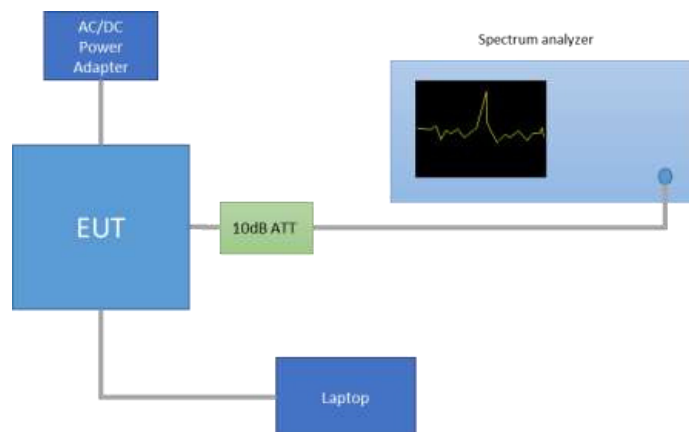 AC/DC
Power
Adapter
Spectrum analyzer
EUT
10dB ATT
Laptop